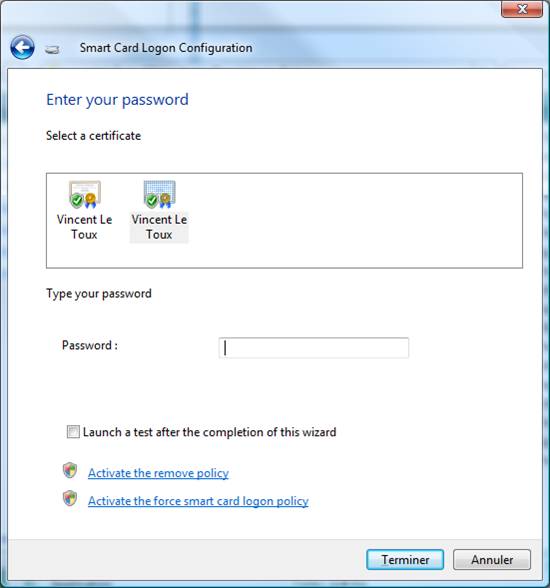 Smart Card Logon Configuration
Enter your password
Select a certificate
Vincent Le
Toux
Vincent Le
Toux
Type your password
Password :
Launch a test after the completion of this wizard
Activate the remove policy
Activate the force smart card logon policy
Terminer
Annuler